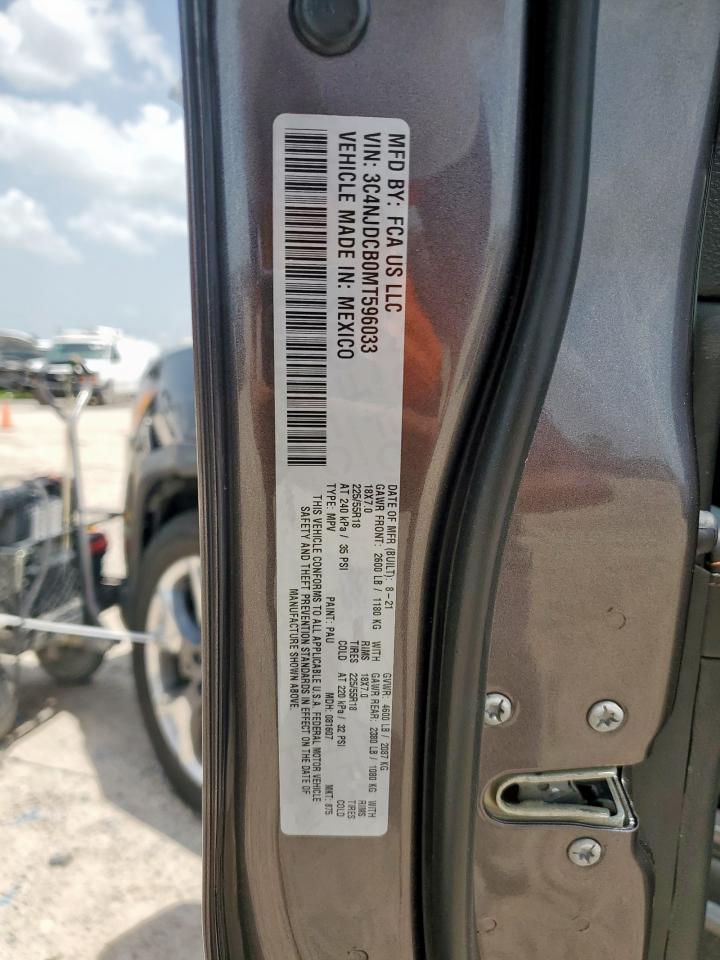 MFD BY: FCA US LLC
VIN: 3C4NJDCB0MT596033
VEHICLE MADE IN: MEXICO
DATE OF MFR (BUILT): 8-21 GVWR: 4600 LB / 2087 KG
GAWR FRONT: 2600 LB / 1180 KG WITH GAWR REAR: 2380 LB / 1080 KG WITH
18X7.0 RIMS 18X7.0 RIMS
225/55R18 TIRES 225/55R18 TIRES
AT 240 kPa / 35 PSI COLD AT 220 kPa / 32 PSI COLD
TYPE: MPV PAINT: PAU MDH: 081607 MKT: 875
THIS VEHICLE CONFORMS TO ALL APPLICABLE U.S.A. FEDERAL MOTOR VEHICLE
SAFETY AND THEFT PREVENTION STANDARDS IN EFFECT ON THE DATE OF
MANUFACTURE SHOWN ABOVE.